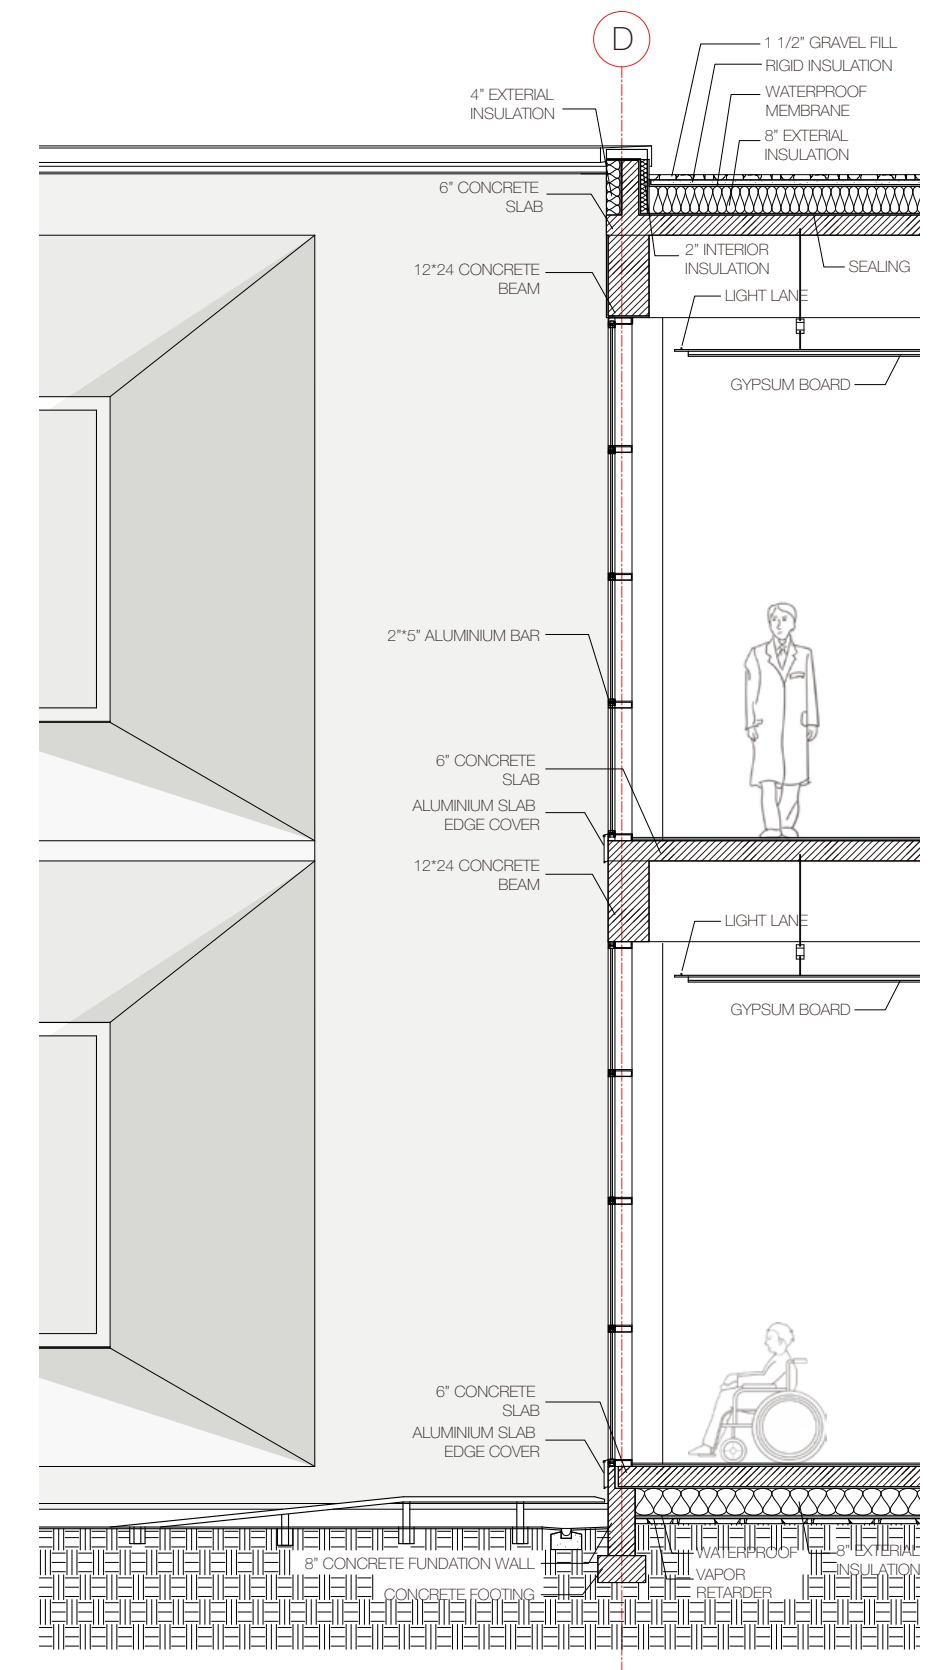 D
1 1/2" GRAVEL FILL
RIGID INSULATION
WATERPROOF
MEMBRANE
8" EXTERIAL
INSULATION
4" EXTERIAL
INSULATION
6" CONCRETE
SLAB
2" INTERIOR
INSULATION
SEALING
12*24 CONCRETE
BEAM
LIGHT LANE
GYPSUM BOARD
2"*5" ALUMINIUM BAR
6" CONCRETE
SLAB
ALUMINIUM SLAB
EDGE COVER
12*24 CONCRETE
BEAM
LIGHT LANE
GYPSUM BOARD
6" CONCRETE
SLAB
ALUMINIUM SLAB
EDGE COVER
8" CONCRETE FUNDATION WALL
CONCRETE FOOTING
WATERPROOF
VAPOR
RETARDER
8" EXTERIAL
INSULATION